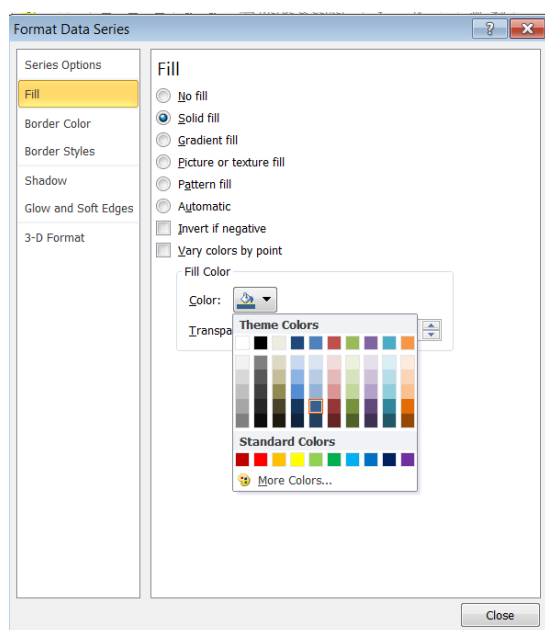 Format Data Series
Series Options
Fill
Border Color
Border Styles
Shadow
Glow and Soft Edges
3-D Format
Fill
No fill
Solid fill
Gradient fill
Picture or texture fill
Pattern fill
Automatic
Invert if negative
Vary colors by point
Fill Color
Color:
Transpa
Theme Colors
Standard Colors
More Colors...
Close